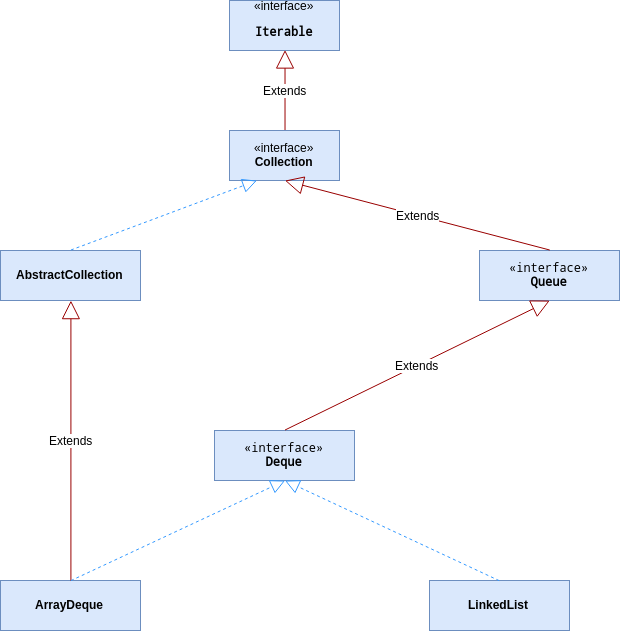 «interface»
Iterable
Extends
«interface»
Collection
Extends
AbstractCollection
«interface»
Queue
Extends
Extends
«interface»
Deque
ArrayDeque
LinkedList